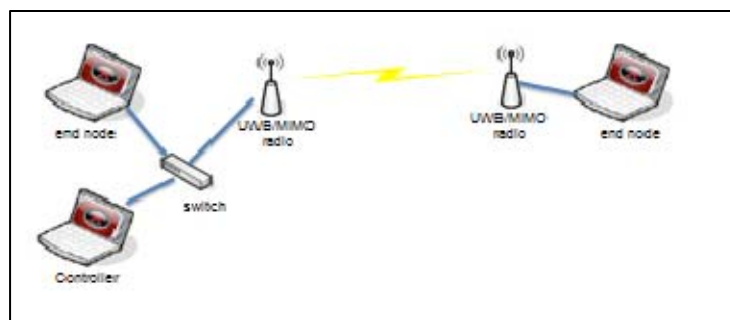 end node
UWB/MIMO
radio
UWB/MIMO
radio
end node
switch
Controller